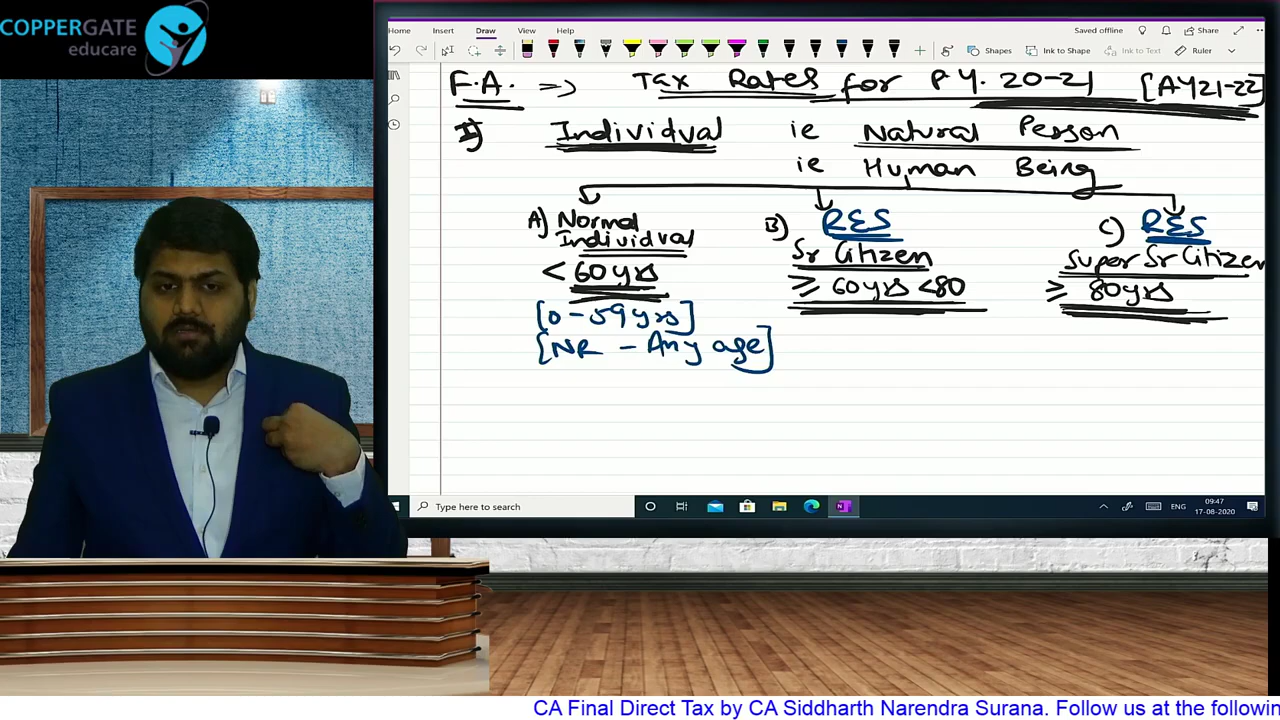 COPPERGATE
educare
Home Insert Draw View Help Saved offline Share
Shapes Ink to Shape Ink to Text Ruler
F.A. => Tax Rates for P.Y. 20-21 [AY21-22]
I) Individual ie Natural Person
ie Human Being
A) Normal Individual
< 60yrs
[0-59yrs]
[NR - Any age]
B) RES
Sr Citizen
≥ 60yrs <80
C) RES
Super Sr Citizen
≥ 80yrs
Type here to search
ENG
09:47
17-08-2020
CA Final Direct Tax by CA Siddharth Narendra Surana. Follow us at the followin